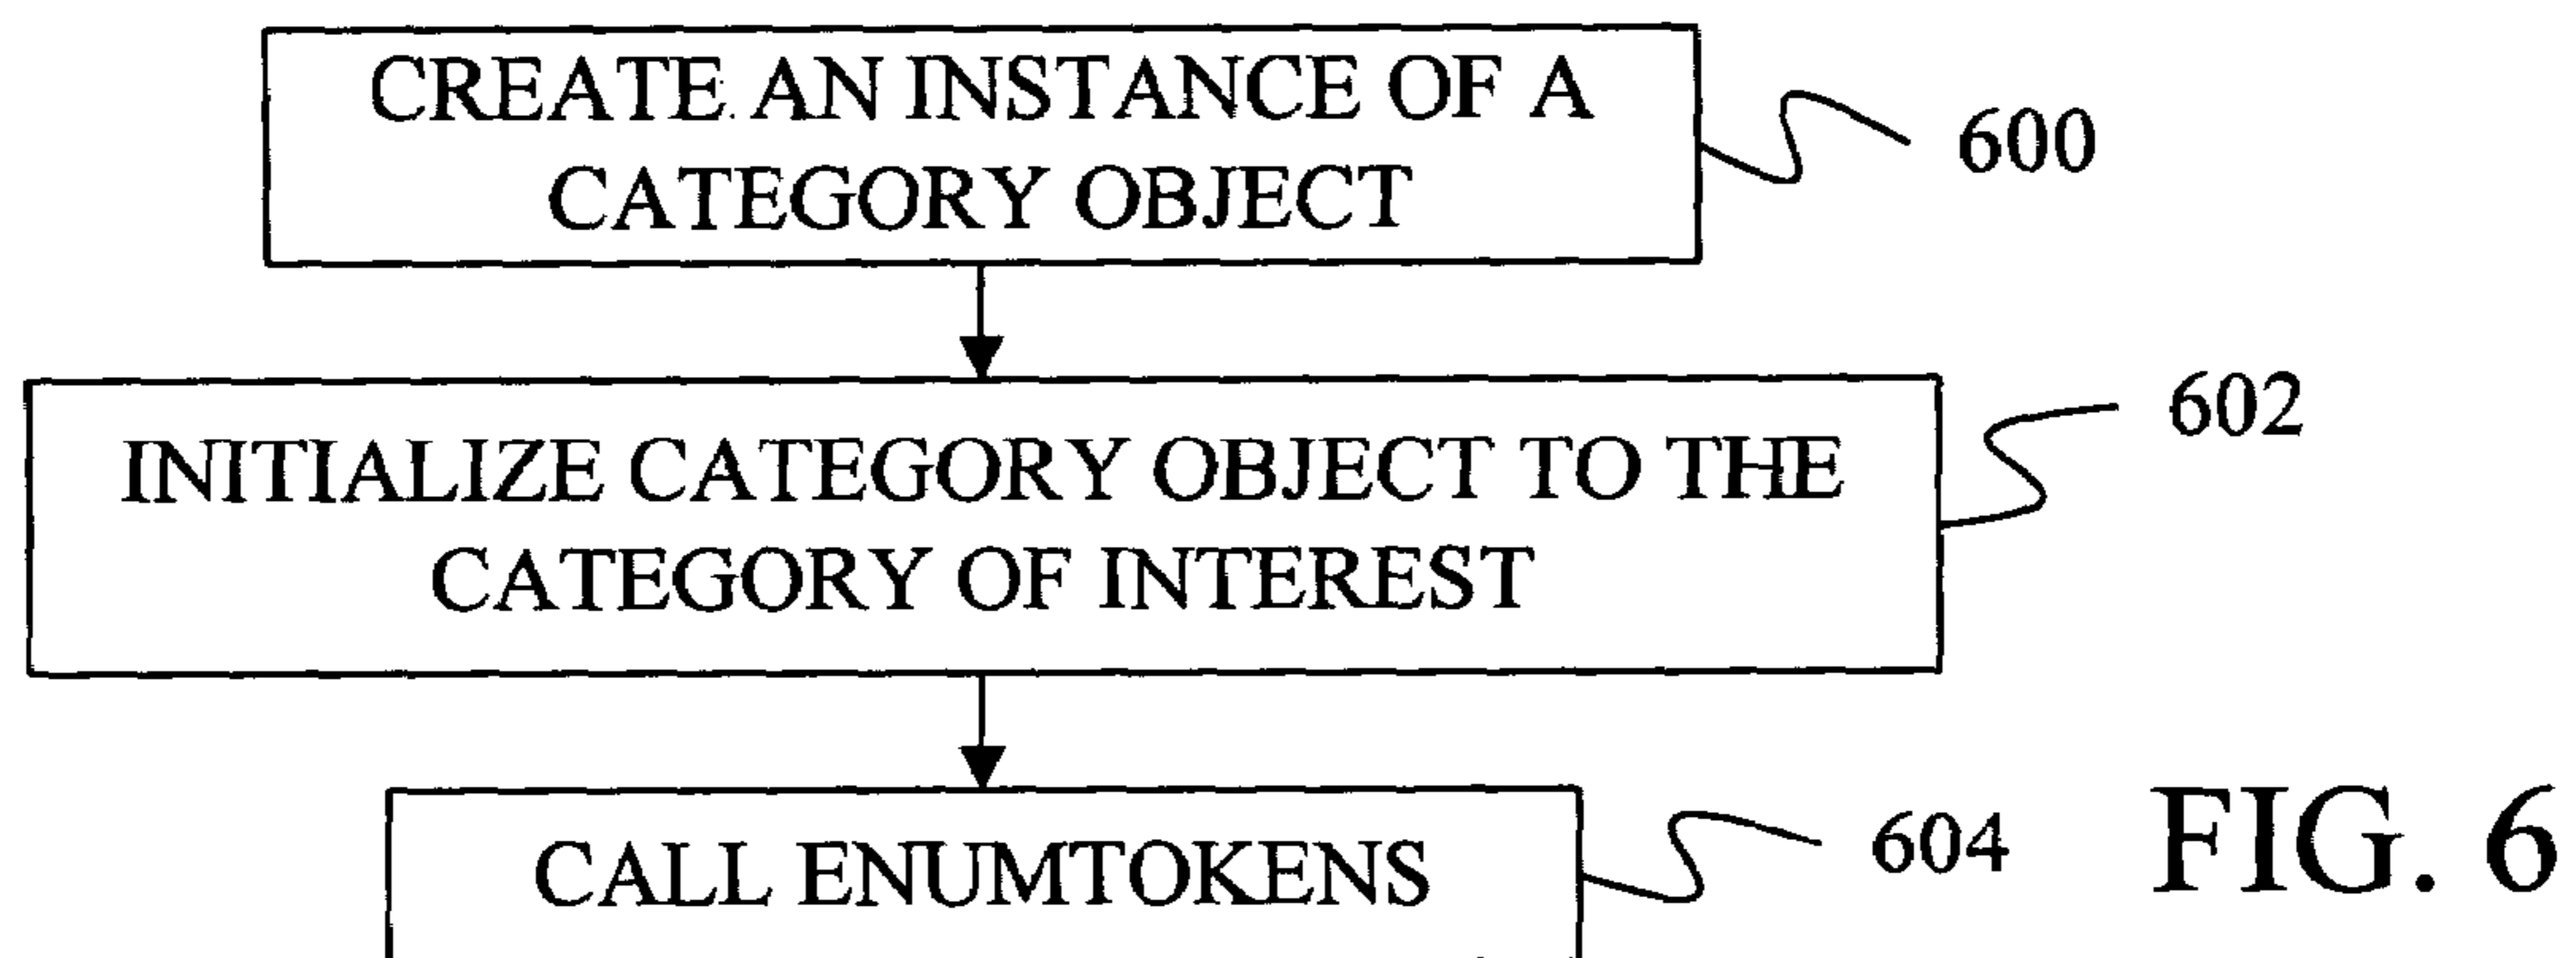 CREATE AN INSTANCE OF A
CATEGORY OBJECT
600
INITIALIZE CATEGORY OBJECT TO THE
CATEGORY OF INTEREST
602
CALL ENUMTOKENS
604
FIG. 6